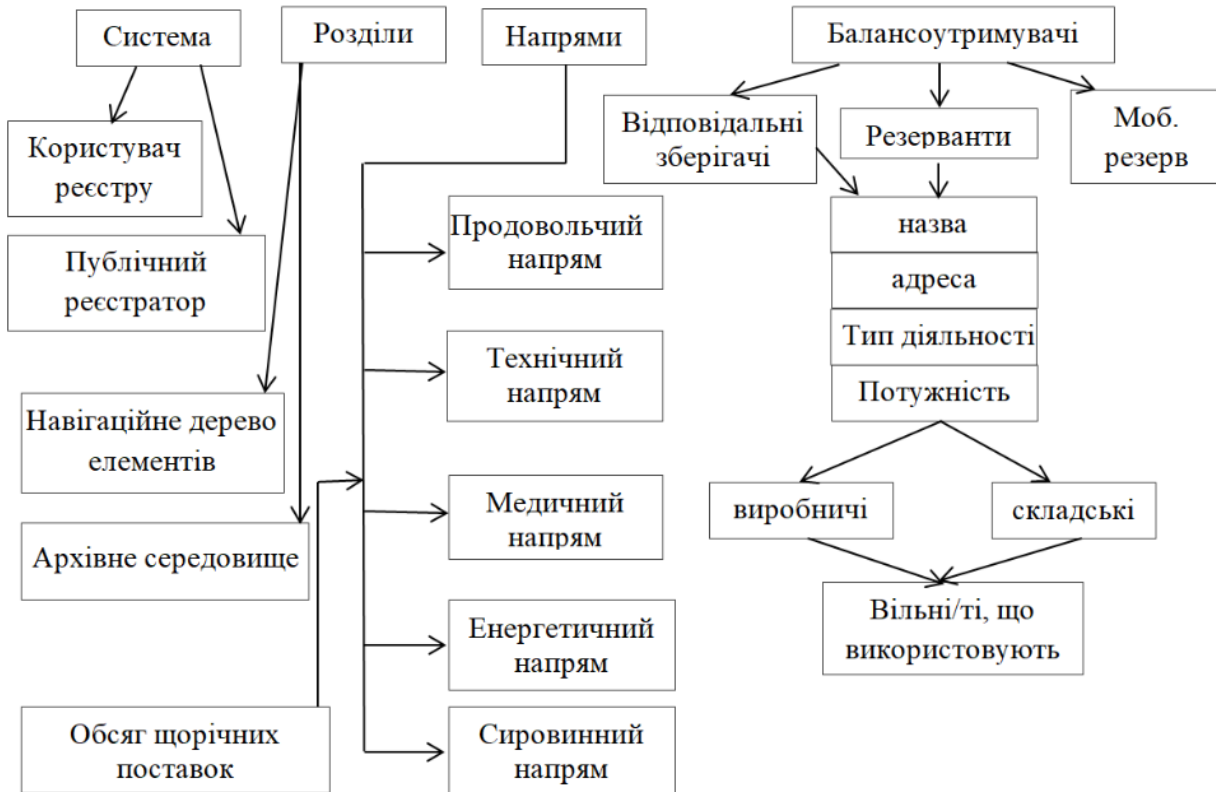 Система
Розділи
Напрями
Балансоутримувачі
Користувач
реєстру
Відповідальні
зберігачі
Резерванти
Моб.
резерв
Публічний
реєстратор
Продовольчий
напрям
назва
адреса
Тип діяльності
Потужність
Технічний
напрям
Навігаційне дерево
елементів
Медичний
напрям
виробничі
складські
Архівне середовище
Енергетичний
напрям
Вільні/ті, що
використовують
Обсяг щорічних
поставок
Сировинний
напрям